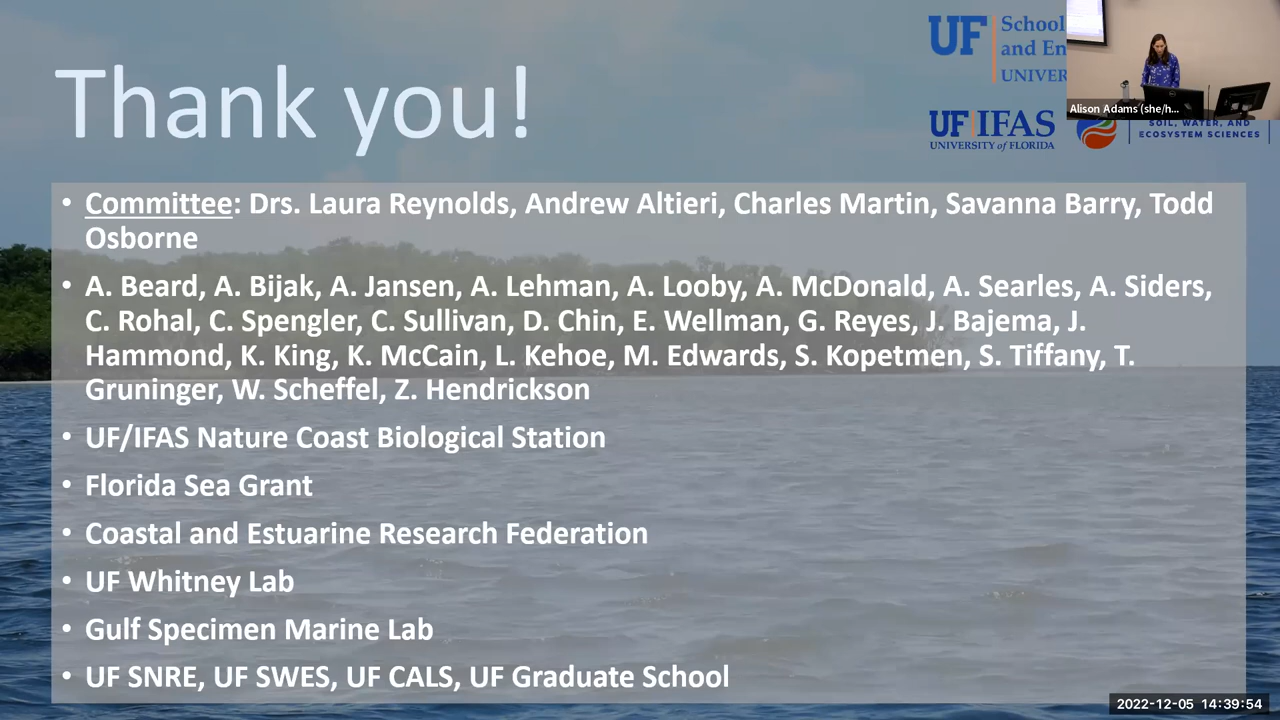 Thank you!
UF School
and En
UNIVER
Alison Adams (she/h...
UF IFAS
UNIVERSITY of FLORIDA
SOIL, WATER, AND
ECOSYSTEM SCIENCES
• Committee: Drs. Laura Reynolds, Andrew Altieri, Charles Martin, Savanna Barry, Todd
Osborne
• A. Beard, A. Bijak, A. Jansen, A. Lehman, A. Looby, A. McDonald, A. Searles, A. Siders,
C. Rohal, C. Spengler, C. Sullivan, D. Chin, E. Wellman, G. Reyes, J. Bajema, J.
Hammond, K. King, K. McCain, L. Kehoe, M. Edwards, S. Kopetmen, S. Tiffany, T.
Gruninger, W. Scheffel, Z. Hendrickson
• UF/IFAS Nature Coast Biological Station
• Florida Sea Grant
• Coastal and Estuarine Research Federation
• UF Whitney Lab
• Gulf Specimen Marine Lab
• UF SNRE, UF SWES, UF CALS, UF Graduate School
2022-12-05 14:39:54